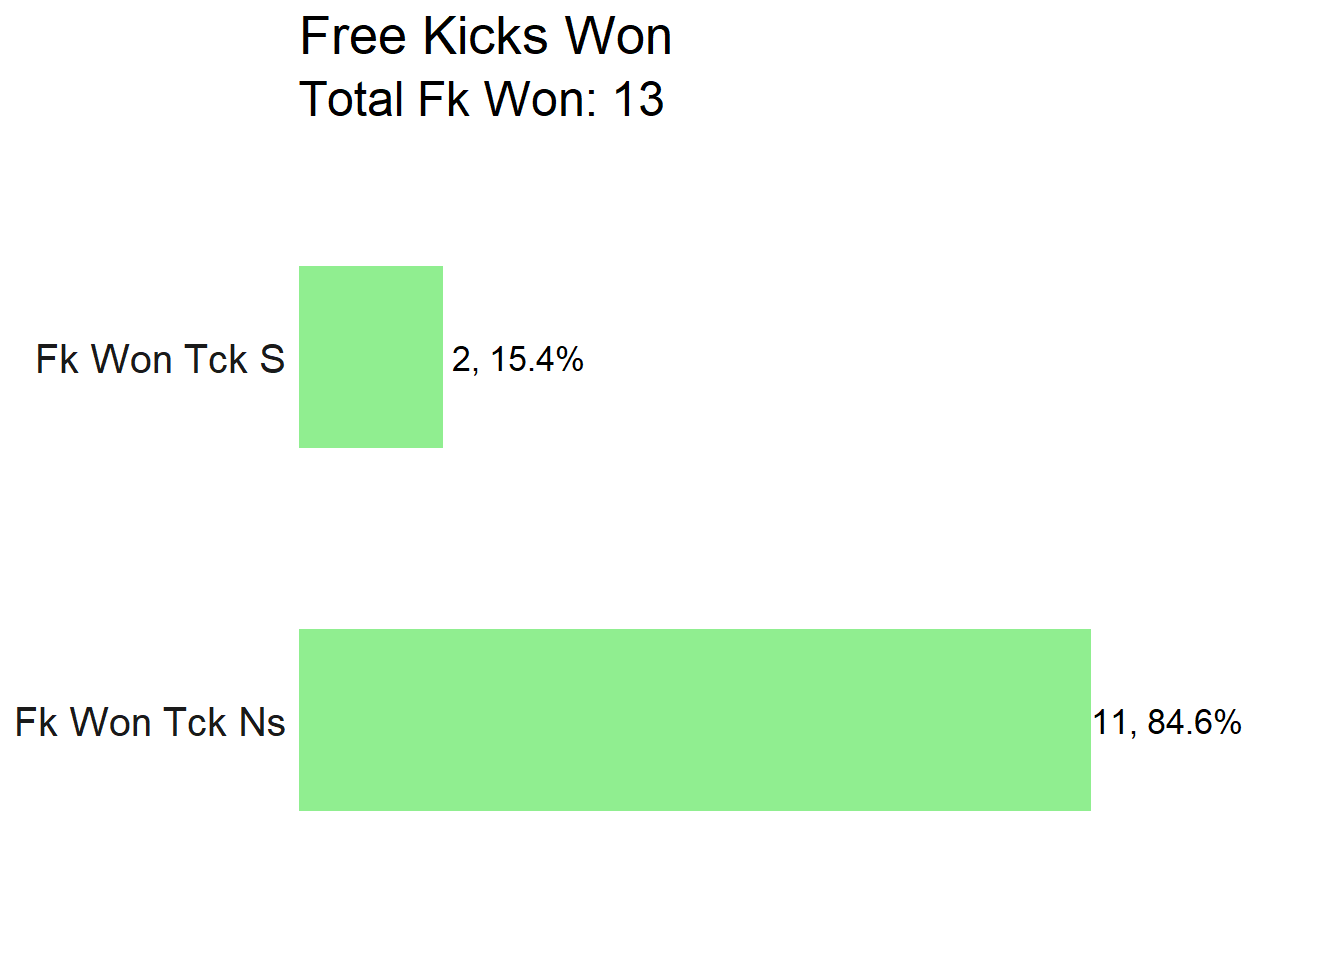 Free Kicks Won
Total Fk Won: 13
Fk Won Tck S
2, 15.4%
Fk Won Tck Ns
11, 84.6%